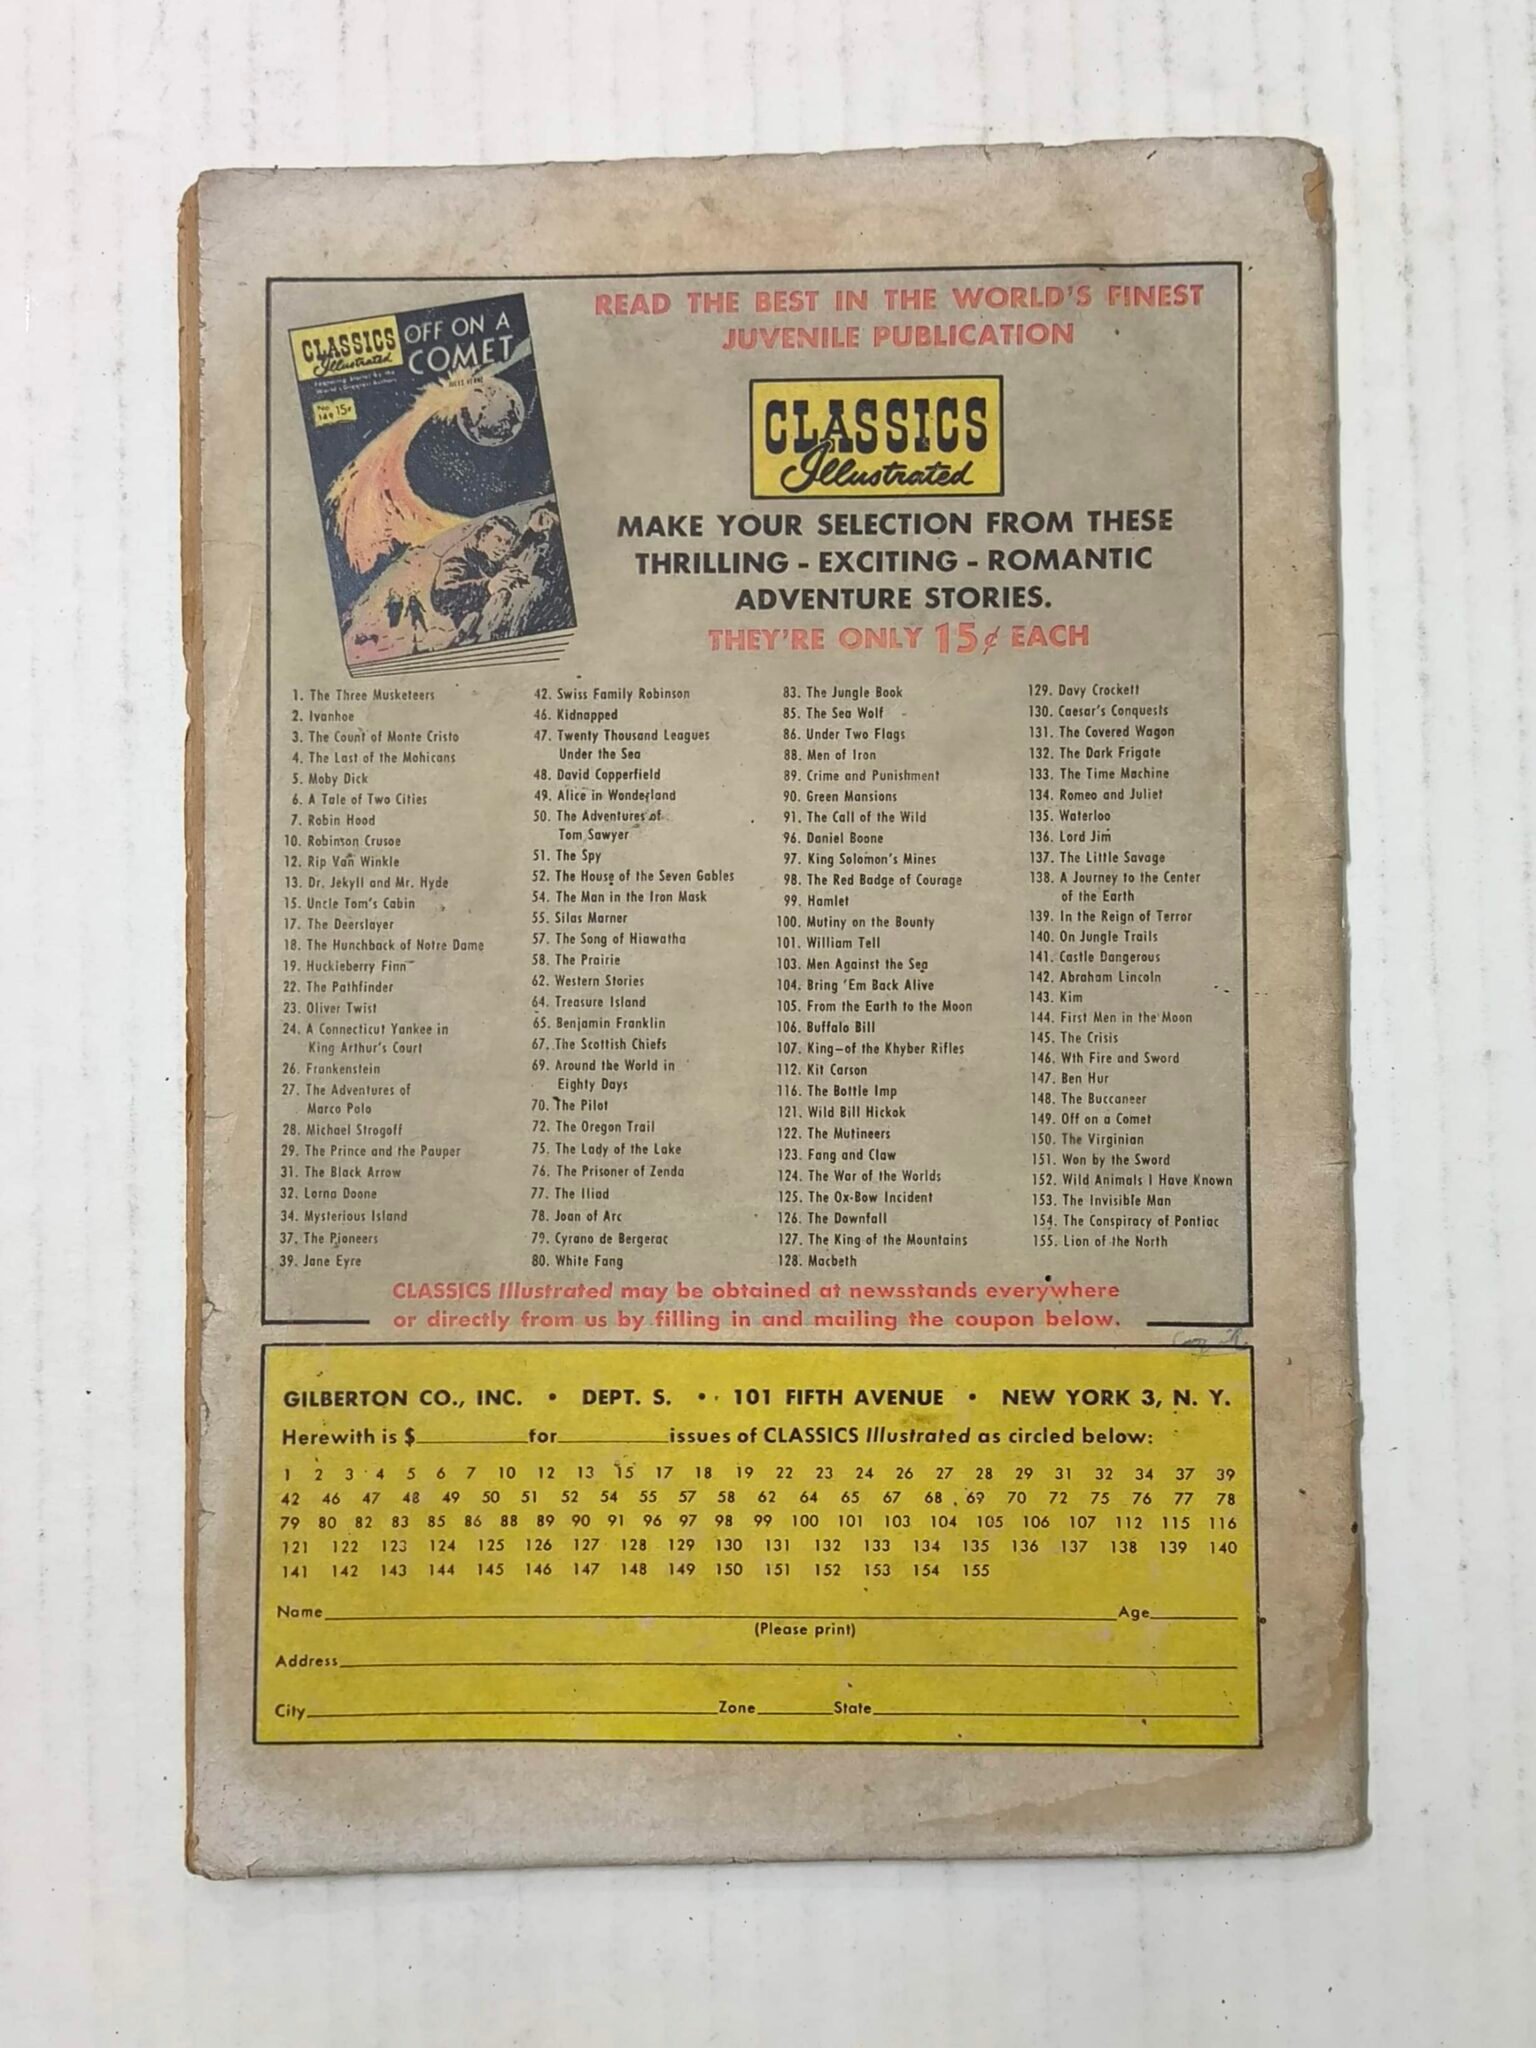 CLASSICS
Illustrated
Featuring Stories by the
World's Greatest Authors
No.
149
15¢
OFF ON A
COMET
JULES VERNE
READ THE BEST IN THE WORLD'S FINEST
JUVENILE PUBLICATION
CLASSICS
Illustrated
MAKE YOUR SELECTION FROM THESE
THRILLING - EXCITING - ROMANTIC
ADVENTURE STORIES.
THEY'RE ONLY 15¢ EACH
1. The Three Musketeers
2. Ivanhoe
3. The Count of Monte Cristo
4. The Last of the Mohicans
5. Moby Dick
6. A Tale of Two Cities
7. Robin Hood
10. Robinson Crusoe
12. Rip Van Winkle
13. Dr. Jekyll and Mr. Hyde
15. Uncle Tom's Cabin
17. The Deerslayer
18. The Hunchback of Notre Dame
19. Huckleberry Finn
22. The Pathfinder
23. Oliver Twist
24. A Connecticut Yankee in
King Arthur's Court
26. Frankenstein
27. The Adventures of
Marco Polo
28. Michael Strogoff
29. The Prince and the Pauper
31. The Black Arrow
32. Lorna Doone
34. Mysterious Island
37. The Pioneers
39. Jane Eyre
42. Swiss Family Robinson
46. Kidnapped
47. Twenty Thousand Leagues
Under the Sea
48. David Copperfield
49. Alice in Wonderland
50. The Adventures of
Tom Sawyer
51. The Spy
52. The House of the Seven Gables
54. The Man in the Iron Mask
55. Silas Marner
57. The Song of Hiawatha
58. The Prairie
62. Western Stories
64. Treasure Island
65. Benjamin Franklin
67. The Scottish Chiefs
69. Around the World in
Eighty Days
70. The Pilot
72. The Oregon Trail
75. The Lady of the Lake
76. The Prisoner of Zenda
77. The Iliad
78. Joan of Arc
79. Cyrano de Bergerac
80. White Fang
83. The Jungle Book
85. The Sea Wolf
86. Under Two Flags
88. Men of Iron
89. Crime and Punishment
90. Green Mansions
91. The Call of the Wild
96. Daniel Boone
97. King Solomon's Mines
98. The Red Badge of Courage
99. Hamlet
100. Mutiny on the Bounty
101. William Tell
103. Men Against the Sea
104. Bring 'Em Back Alive
105. From the Earth to the Moon
106. Buffalo Bill
107. King—of the Khyber Rifles
112. Kit Carson
116. The Bottle Imp
121. Wild Bill Hickok
122. The Mutineers
123. Fang and Claw
124. The War of the Worlds
125. The Ox-Bow Incident
126. The Downfall
127. The King of the Mountains
128. Macbeth
129. Davy Crockett
130. Caesar's Conquests
131. The Covered Wagon
132. The Dark Frigate
133. The Time Machine
134. Romeo and Juliet
135. Waterloo
136. Lord Jim
137. The Little Savage
138. A Journey to the Center
of the Earth
139. In the Reign of Terror
140. On Jungle Trails
141. Castle Dangerous
142. Abraham Lincoln
143. Kim
144. First Men in the Moon
145. The Crisis
146. Wth Fire and Sword
147. Ben Hur
148. The Buccaneer
149. Off on a Comet
150. The Virginian
151. Won by the Sword
152. Wild Animals I Have Known
153. The Invisible Man
154. The Conspiracy of Pontiac
155. Lion of the North
CLASSICS Illustrated may be obtained at newsstands everywhere
or directly from us by filling in and mailing the coupon below.
GILBERTON CO., INC. • DEPT. S. • 101 FIFTH AVENUE • NEW YORK 3, N. Y.
Herewith is $__________for__________issues of CLASSICS Illustrated as circled below:
1 2 3 4 5 6 7 10 12 13 15 17 18 19 22 23 24 26 27 28 29 31 32 34 37 39
42 46 47 48 49 50 51 52 54 55 57 58 62 64 65 67 68 69 70 72 75 76 77 78
79 80 82 83 85 86 88 89 90 91 96 97 98 99 100 101 103 104 105 106 107 112 115 116
121 122 123 124 125 126 127 128 129 130 131 132 133 134 135 136 137 138 139 140
141 142 143 144 145 146 147 148 149 150 151 152 153 154 155
Name__________Age__________
(Please print)
Address__________
City__________Zone__________State__________